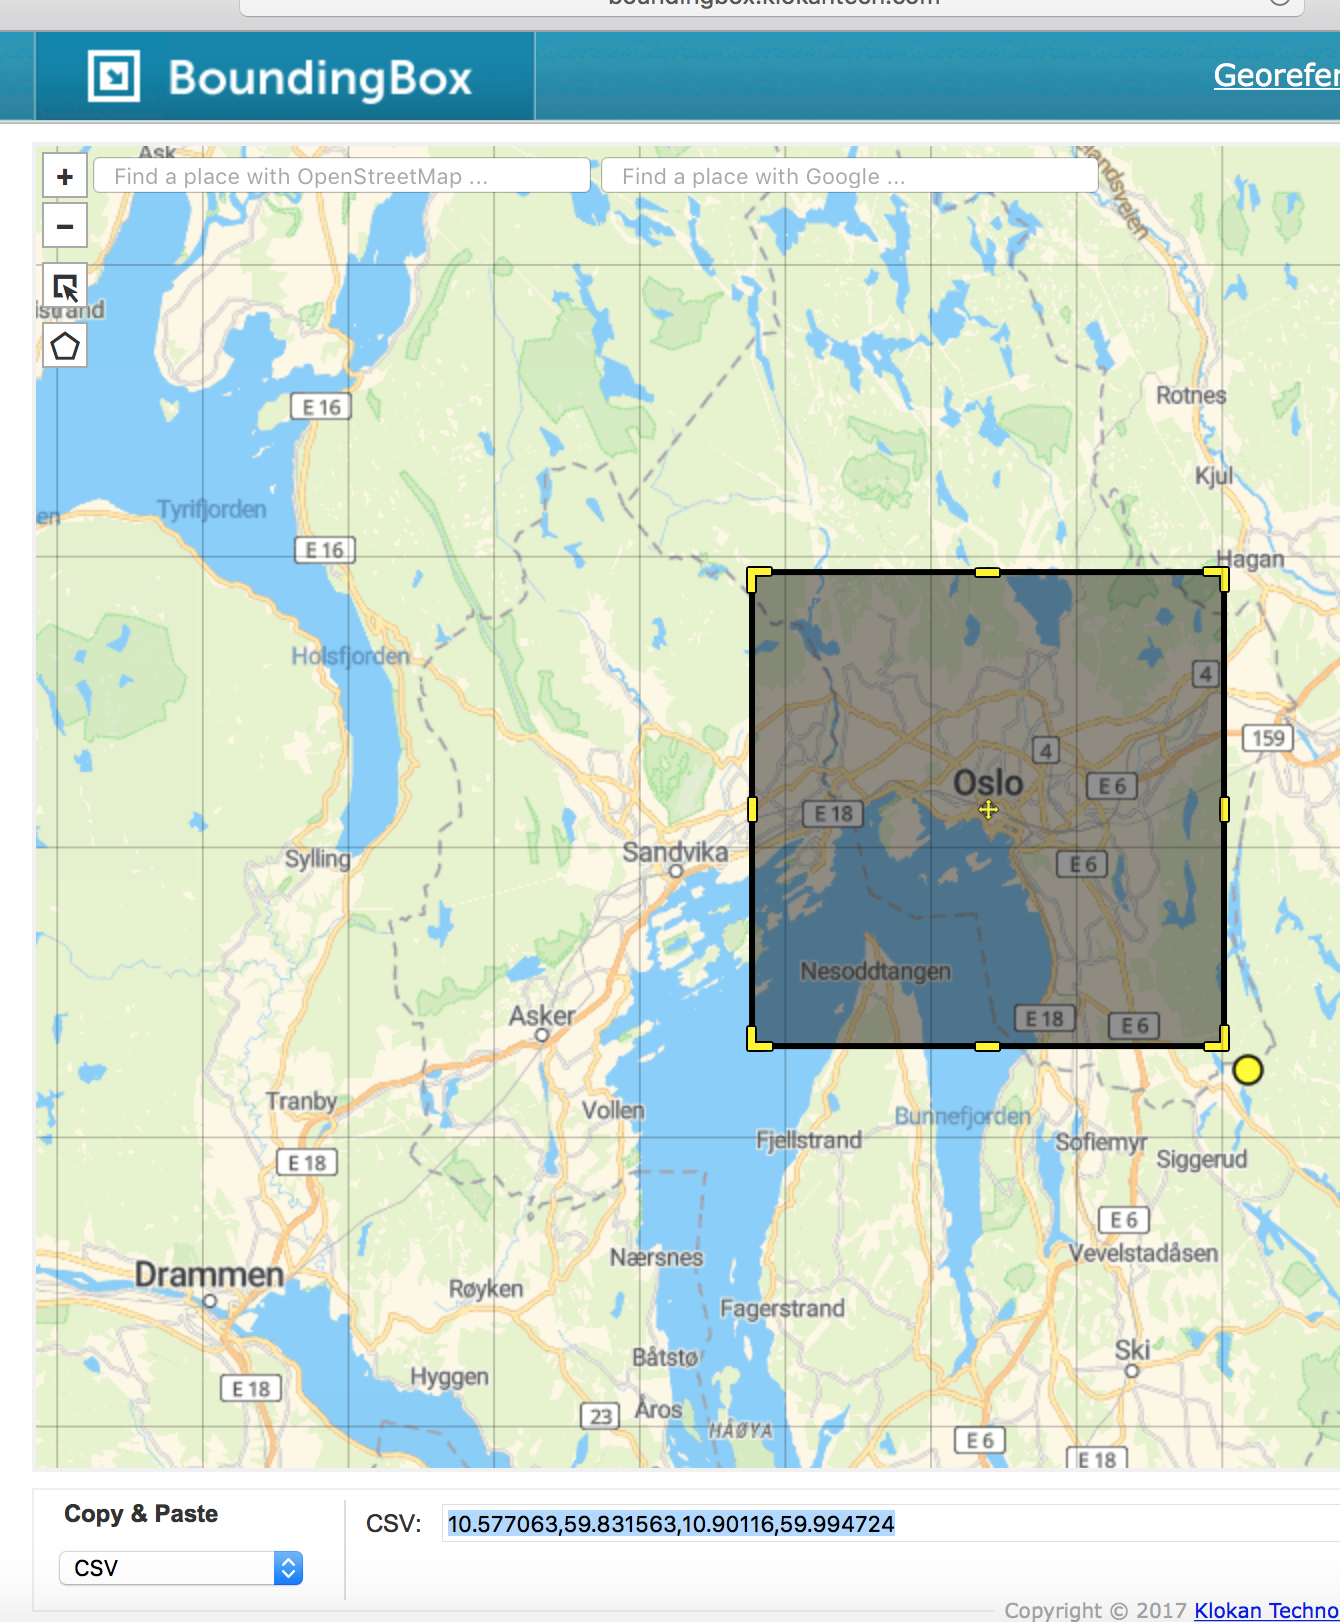 boundingbox.klokantech.com
BoundingBox
Georefer
Ask
+
Find a place with OpenStreetMap ...
Find a place with Google ...
−
E 16
Rotnes
Kjul
Tyrifjorden
en
E 16
Hagan
Holsfjorden
4
159
4
Oslo
E 6
E 18
Sandvika
Sylling
E 6
Nesoddtangen
Asker
E 18
E 6
Tranby
Vollen
Bunnefjorden
Fjellstrand
Sofiemyr
Siggerud
E 18
E 6
Nærsnes
Vevelstadåsen
Drammen
Røyken
Fagerstrand
Ski
Båtstø
Hyggen
E 18
23
Åros
HÅØYA
E 6
E 18
Copy & Paste
CSV
CSV:
10.577063,59.831563,10.90116,59.994724
Copyright © 2017 Klokan Techno